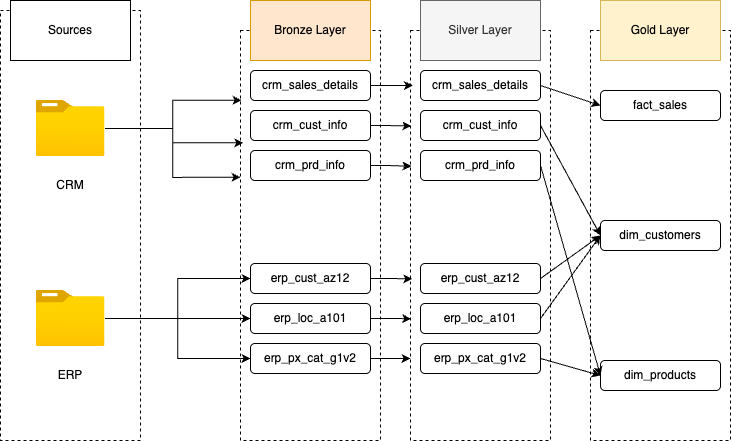 Sources
Bronze Layer
Silver Layer
Gold Layer
crm_sales_details
crm_sales_details
fact_sales
crm_cust_info
crm_cust_info
crm_prd_info
crm_prd_info
CRM
dim_customers
erp_cust_az12
erp_cust_az12
erp_loc_a101
erp_loc_a101
erp_px_cat_g1v2
erp_px_cat_g1v2
ERP
dim_products